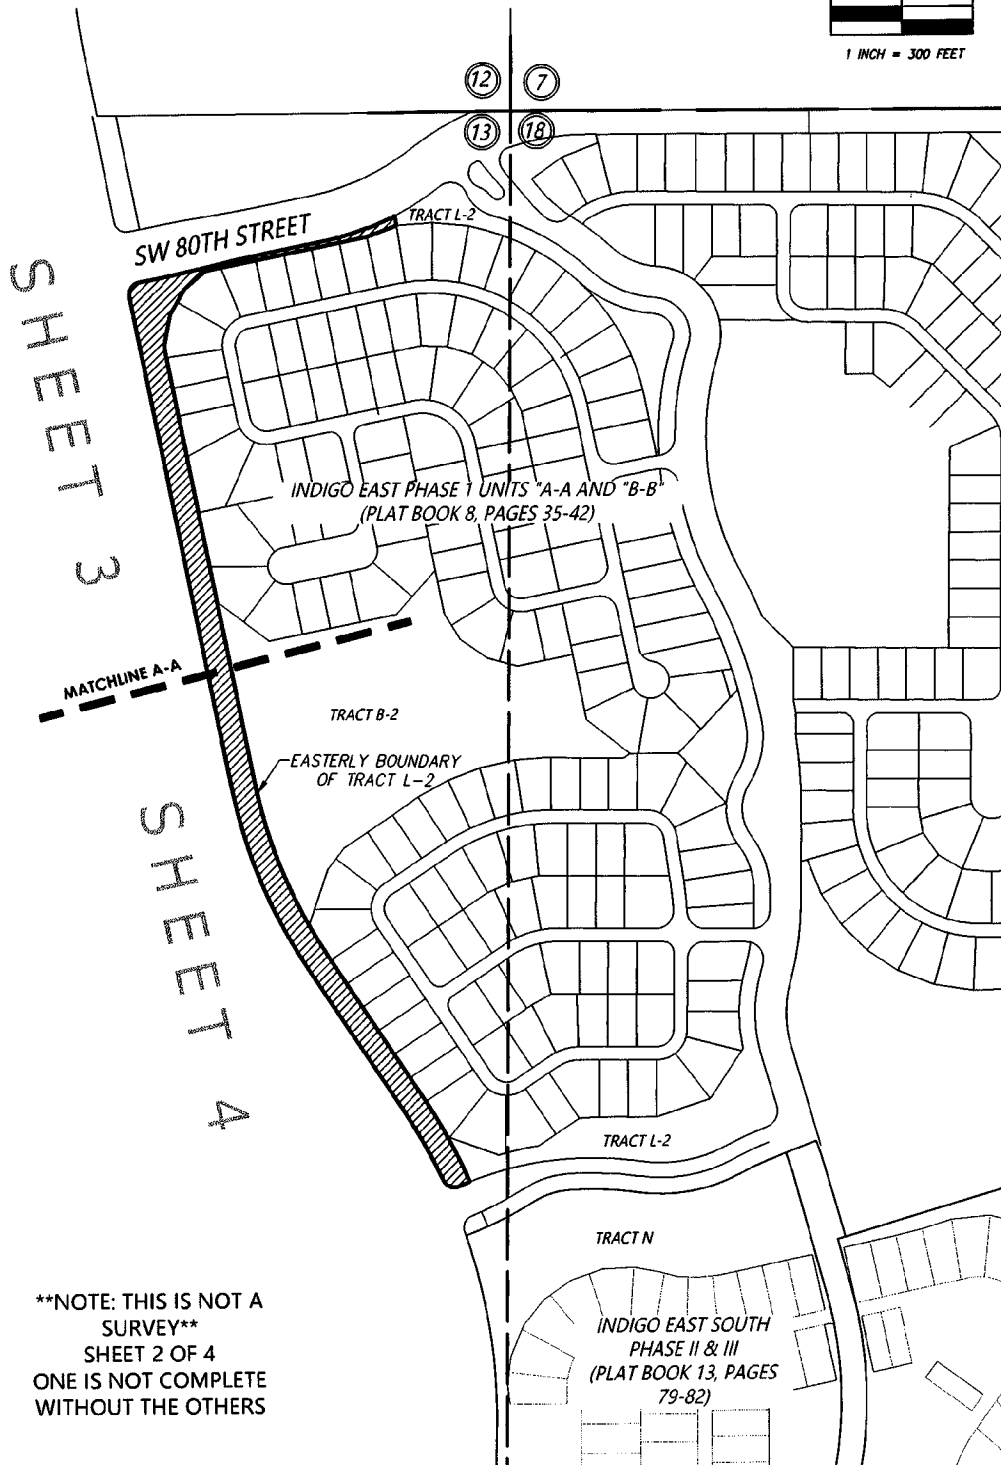 1 INCH = 300 FEET
12
7
13
18
TRACT L-2
SW 80TH STREET
SHEET 3
INDIGO EAST PHASE 1 UNITS "A-A AND "B-B"
(PLAT BOOK 8, PAGES 35-42)
MATCHLINE A-A
TRACT B-2
EASTERLY BOUNDARY
OF TRACT L-2
SHEET 4
TRACT L-2
TRACT N
**NOTE: THIS IS NOT A
SURVEY**
SHEET 2 OF 4
ONE IS NOT COMPLETE
WITHOUT THE OTHERS
INDIGO EAST SOUTH
PHASE II & III
(PLAT BOOK 13, PAGES
79-82)